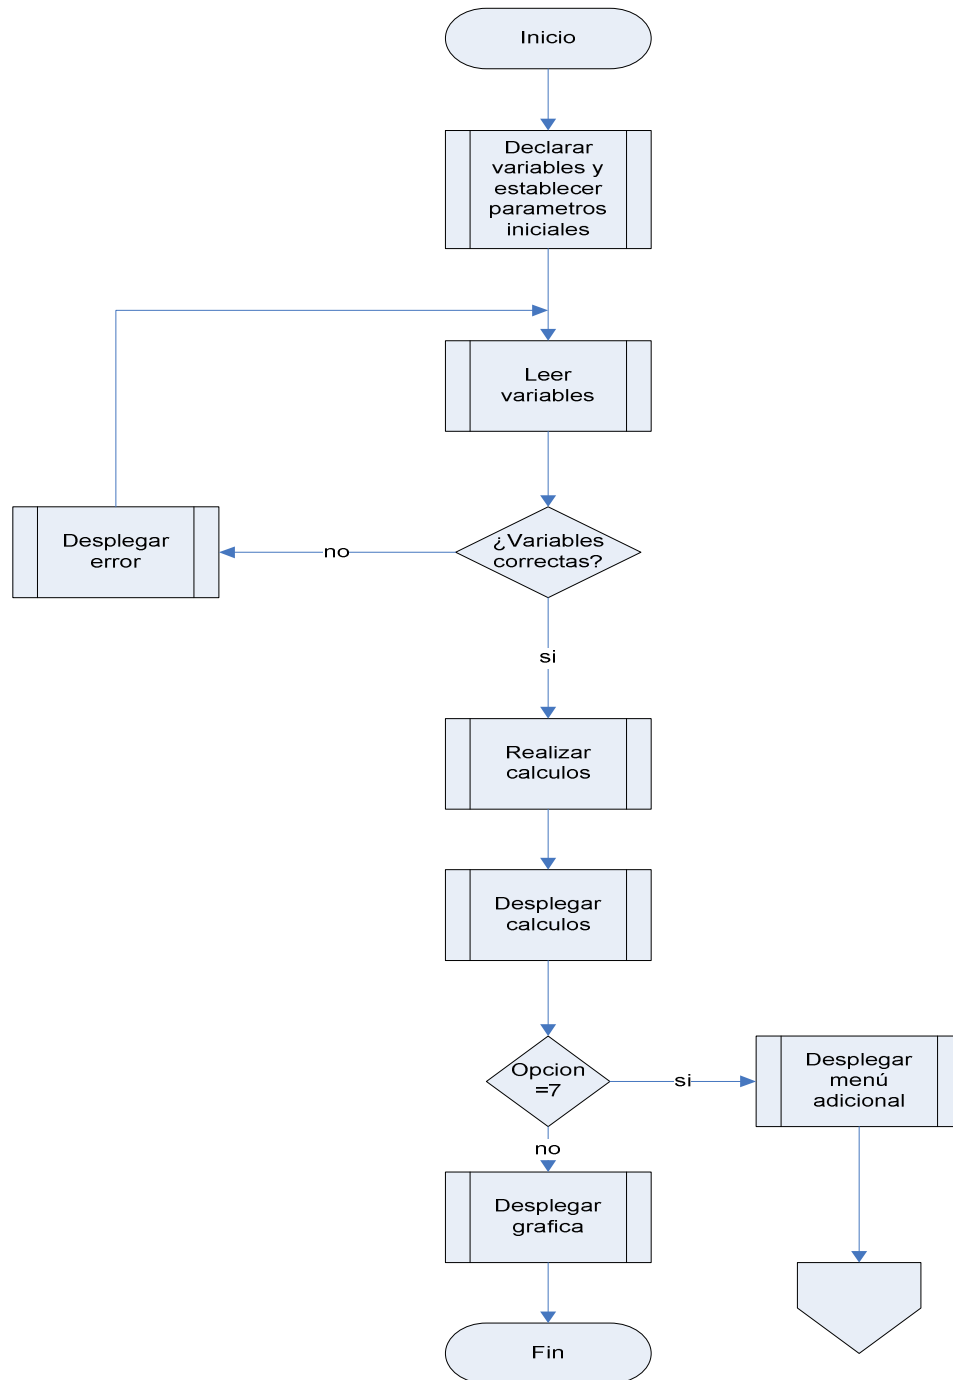 Inicio
Declarar
variables y
establecer
parametros
iniciales
Leer
variables
Desplegar
error
no
¿Variables
correctas?
si
Realizar
calculos
Desplegar
calculos
Opcion
=7
si
Desplegar
menú
adicional
no
Desplegar
grafica
Fin